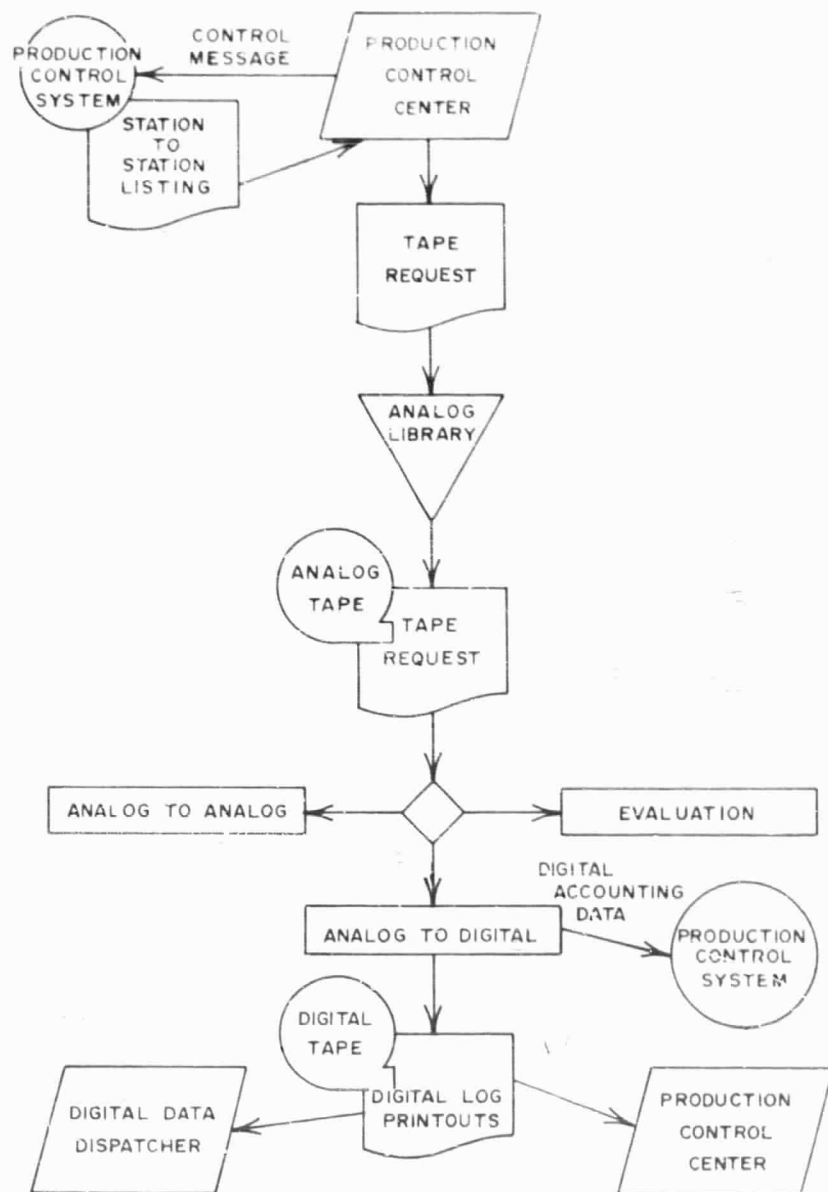 CONTROL
MESSAGE
PRODUCTION
CONTROL
SYSTEM
PRODUCTION
CONTROL
CENTER
STATION
TO
STATION
LISTING
TAPE
REQUEST
ANALOG
LIBRARY
ANALOG
TAPE
TAPE
REQUEST
ANALOG TO ANALOG
EVALUATION
ANALOG TO DIGITAL
DIGITAL
ACCOUNTING
DATA
PRODUCTION
CONTROL
SYSTEM
DIGITAL
TAPE
DIGITAL LOG
PRINTOUTS
DIGITAL DATA
DISPATCHER
PRODUCTION
CONTROL
CENTER